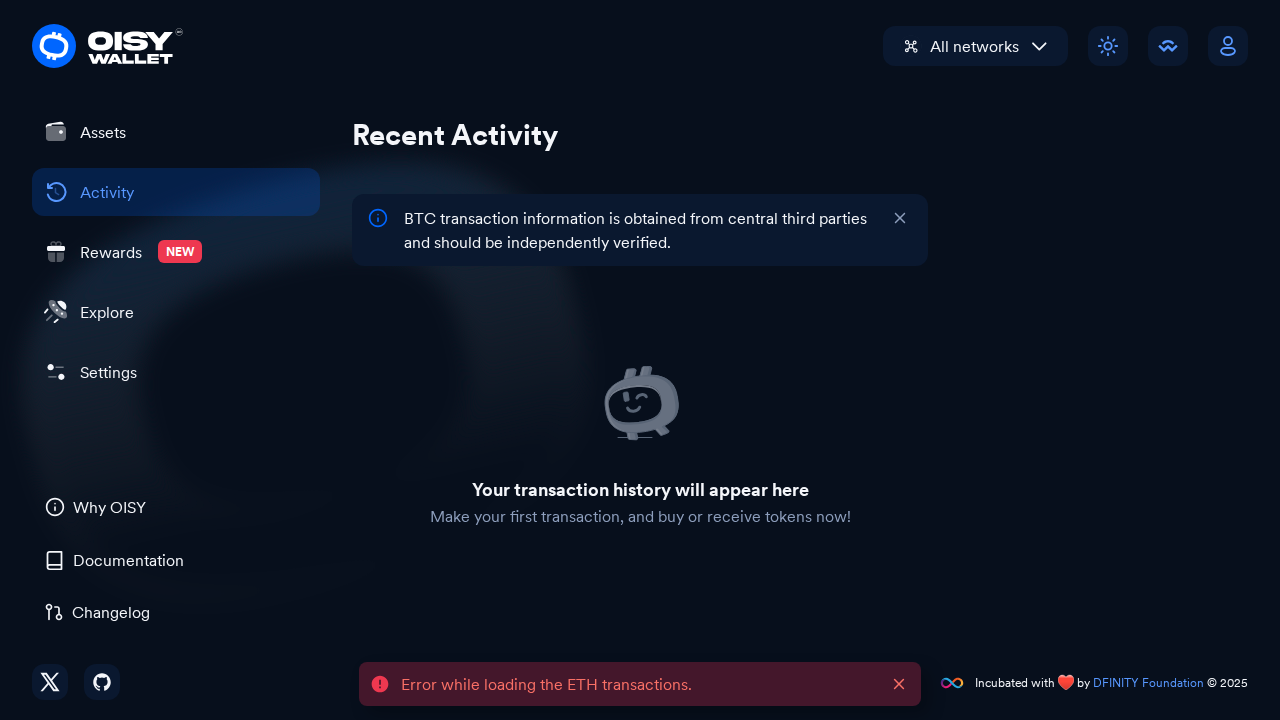 OISY
WALLET
All networks
Assets
Activity
Rewards NEW
Explore
Settings
Why OISY
Documentation
Changelog
Recent Activity
BTC transaction information is obtained from central third parties
and should be independently verified.
Your transaction history will appear here
Make your first transaction, and buy or receive tokens now!
Error while loading the ETH transactions.
Incubated with ❤️ by DFINITY Foundation © 2025